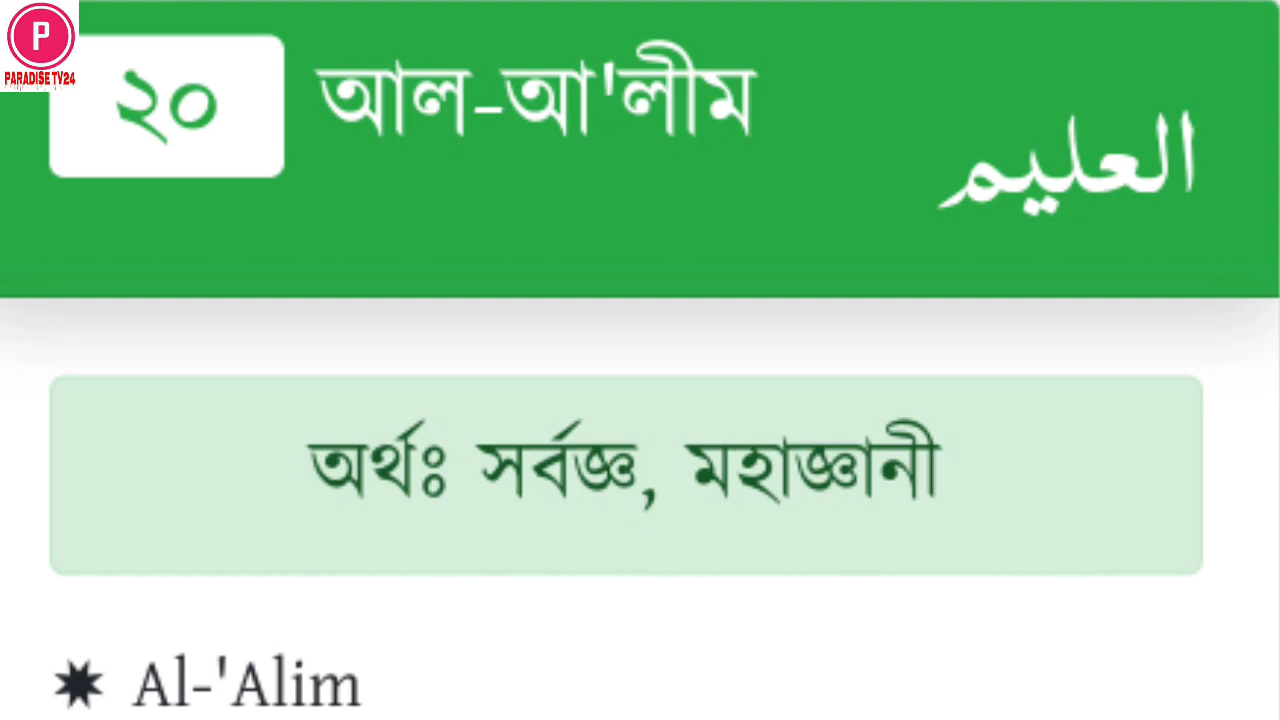 P
PARADISE TV24
২০
আল-আ'লীম
العليم
অর্থঃ সর্বজ্ঞ, মহাজ্ঞানী
✷ Al-'Alim